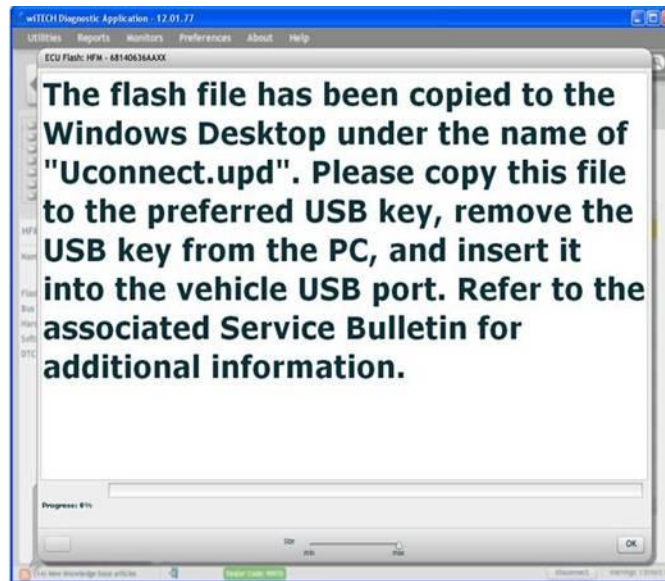 wiTECH Diagnostic Application - 12.01.77
Utilities Reports Monitors Preferences About Help
ECU Flash: HFM - 68140636AAXX
The flash file has been copied to the
Windows Desktop under the name of
"Uconnect.upd". Please copy this file
to the preferred USB key, remove the
USB key from the PC, and insert it
into the vehicle USB port. Refer to the
associated Service Bulletin for
additional information.
Progress: 0%
Size
min max
OK